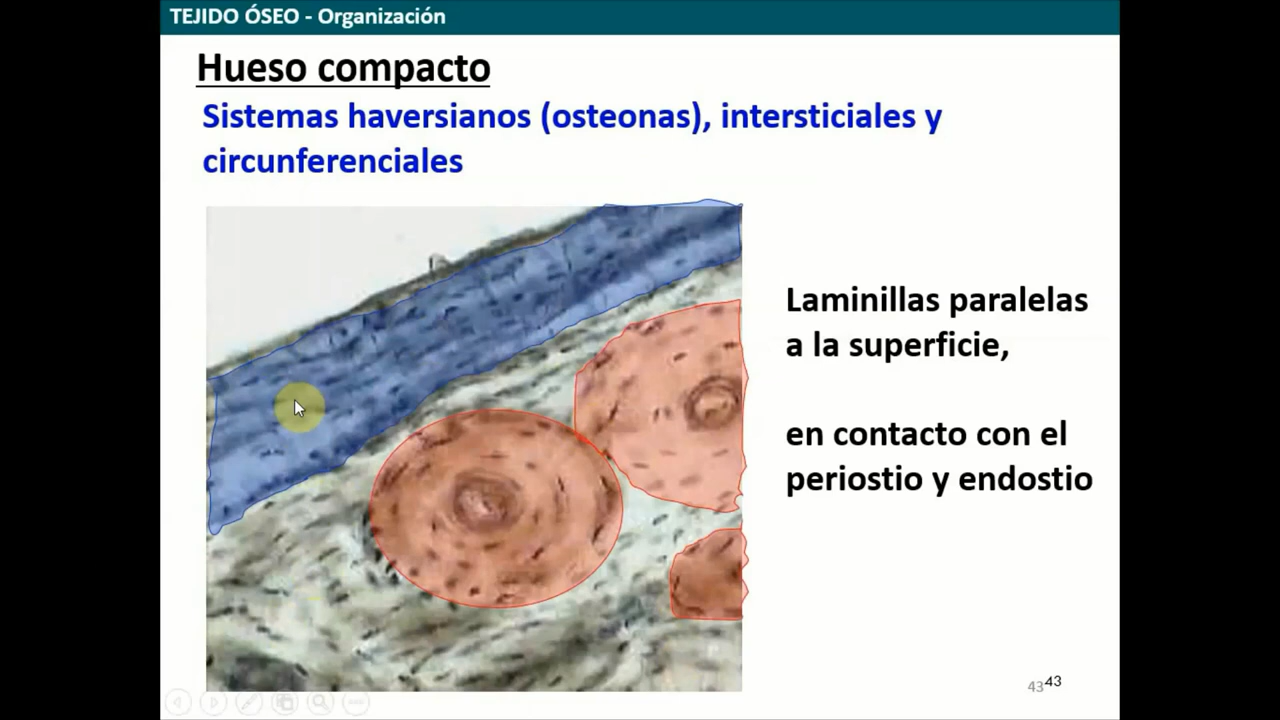 TEJIDO ÓSEO - Organización
Hueso compacto
Sistemas haversianos (osteonas), intersticiales y
circunferenciales
Laminillas paralelas
a la superficie,
en contacto con el
periostio y endostio
43 43